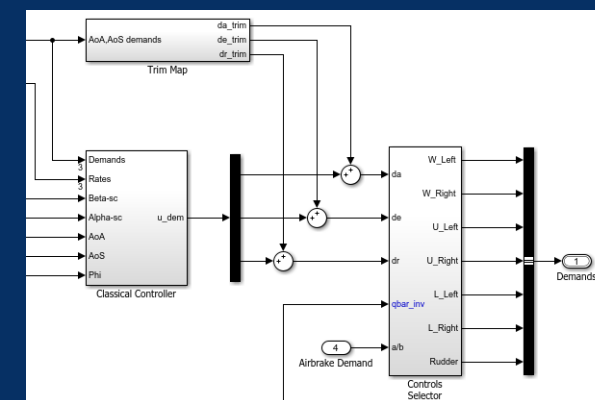 da_trim
AoA,AoS demands
de_trim
dr_trim
Trim Map
Demands
3
Rates
3
Beta-sc
Alpha-sc
u_dem
AoA
AoS
Phi
Classical Controller
+
+
+
+
+
+
da
de
dr
qbar_inv
a/b
W_Left
W_Right
U_Left
U_Right
L_Left
L_Right
Rudder
Controls
Selector
4
Airbrake Demand
1
Demands